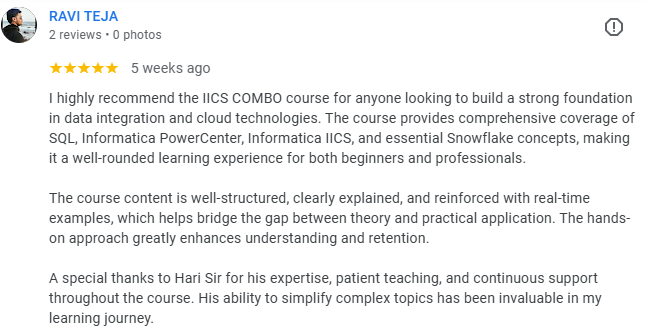 RAVI TEJA
2 reviews • 0 photos
★★★★★ 5 weeks ago
I highly recommend the IICS COMBO course for anyone looking to build a strong foundation
in data integration and cloud technologies. The course provides comprehensive coverage of
SQL, Informatica PowerCenter, Informatica IICS, and essential Snowflake concepts, making
it a well-rounded learning experience for both beginners and professionals.
The course content is well-structured, clearly explained, and reinforced with real-time
examples, which helps bridge the gap between theory and practical application. The hands-
on approach greatly enhances understanding and retention.
A special thanks to Hari Sir for his expertise, patient teaching, and continuous support
throughout the course. His ability to simplify complex topics has been invaluable in my
learning journey.